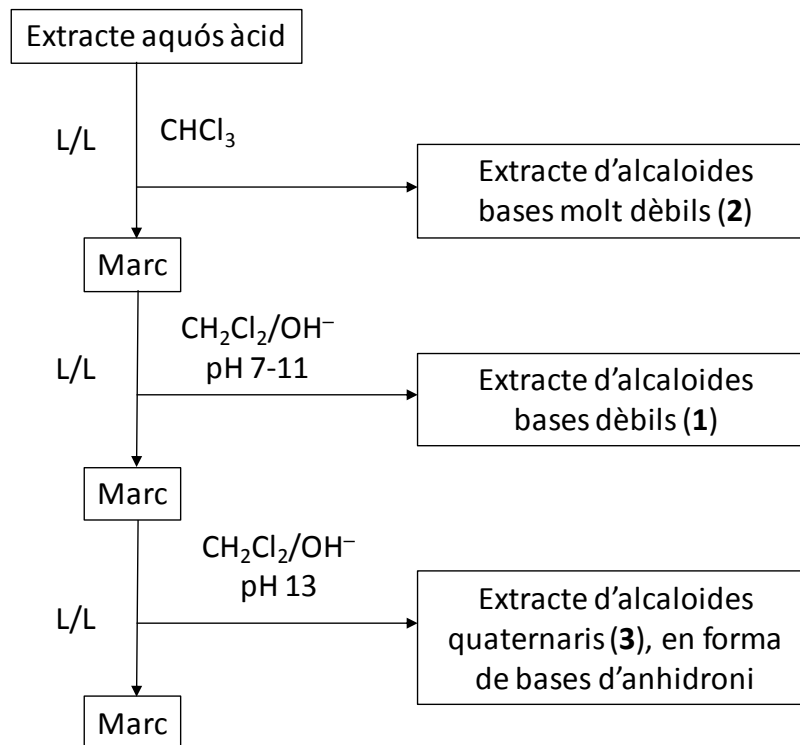 Extracte aquós àcid
L/L
CHCl₃
Extracte d’alcaloides
bases molt dèbils (2)
Marc
CH₂Cl₂/OH⁻
pH 7-11
L/L
Extracte d’alcaloides
bases dèbils (1)
Marc
CH₂Cl₂/OH⁻
pH 13
L/L
Extracte d’alcaloides
quaternaris (3), en forma
de bases d’anhidroni
Marc